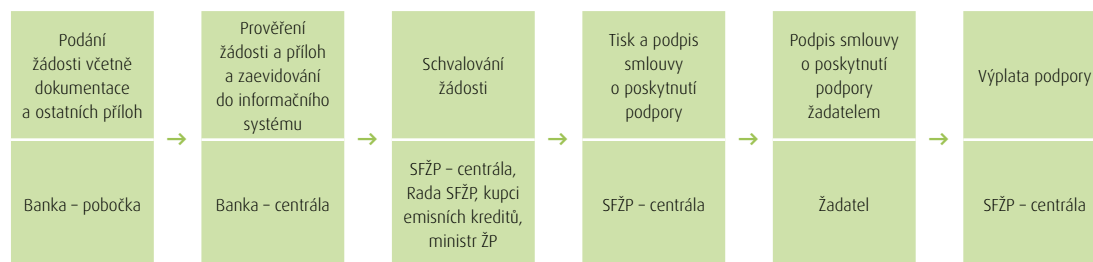 Podání
žádosti včetně
dokumentace
a ostatních příloh
Banka – pobočka
→
Prověření
žádosti a příloh
a zaevidování
do informačního
systému
Banka – centrála
→
Schvalování
žádosti
SFŽP – centrála,
Rada SFŽP, kupci
emisních kreditů,
ministr ŽP
→
Tisk a podpis
smlouvy
o poskytnutí
podpory
SFŽP – centrála
→
Podpis smlouvy
o poskytnutí
podpory
žadatelem
Žadatel
→
Výplata podpory
SFŽP – centrála